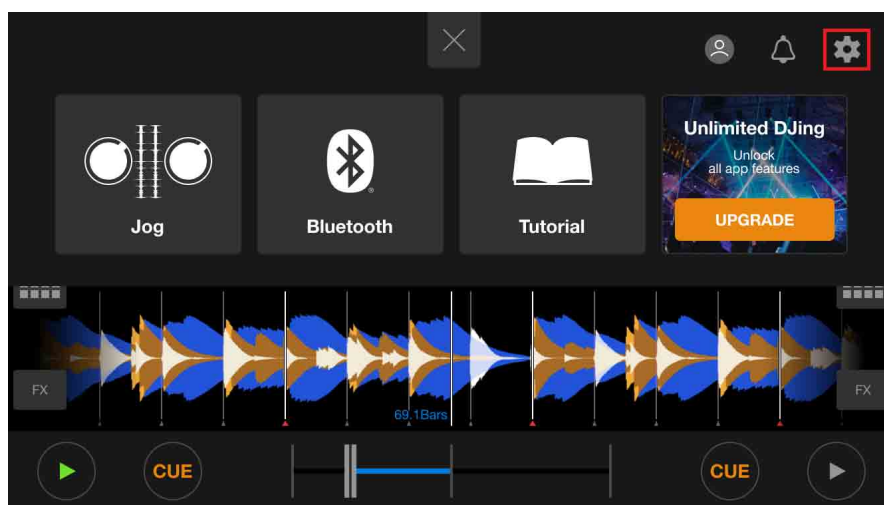 Unlimited DJing
Unlock
all app features
UPGRADE
Jog
Bluetooth
Tutorial
FX
FX
69.1Bars
CUE
CUE